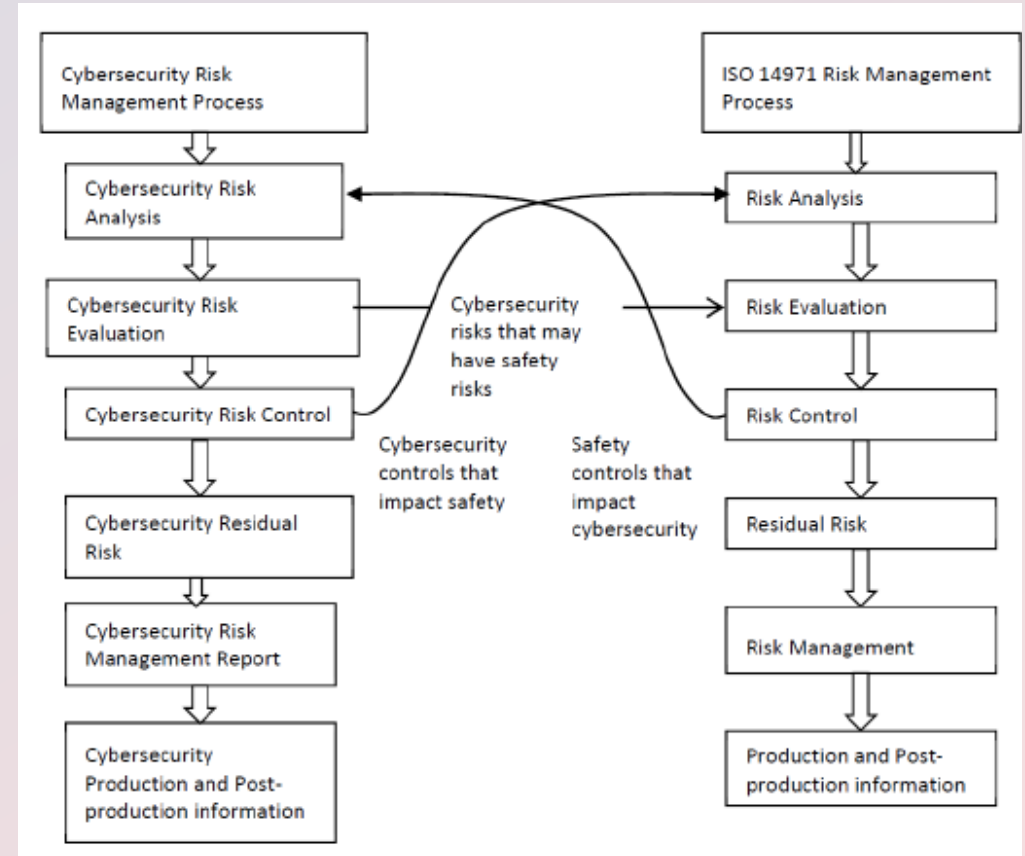 Cybersecurity Risk
Management Process
Cybersecurity Risk
Analysis
Cybersecurity Risk
Evaluation
Cybersecurity Risk Control
Cybersecurity Residual
Risk
Cybersecurity Risk
Management Report
Cybersecurity
Production and Post-
production information
Cybersecurity
risks that may
have safety
risks
Cybersecurity
controls that
impact safety
Safety
controls that
impact
cybersecurity
ISO 14971 Risk Management
Process
Risk Analysis
Risk Evaluation
Risk Control
Residual Risk
Risk Management
Production and Post-
production information